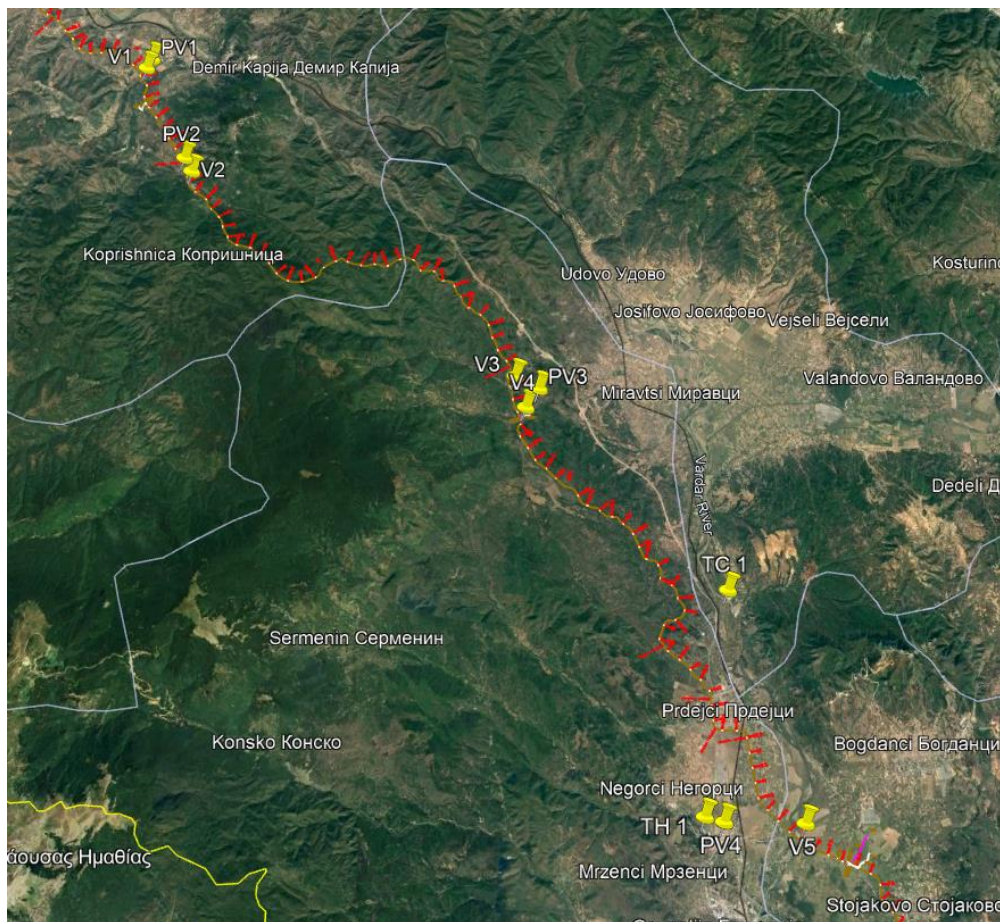 PV1
V1
Demir Kapija Демир Капија
PV2
V2
Koprishnica Копришница
Udovo Удово
Kosturino
Josifovo Јосифово
Vejseli Вејсели
V3
V4
PV3
Miravtsi Миравци
Valandovo Валандово
Vardar River
Dedeli Д
TC 1
Sermenin Серменин
Prdejci Прдејци
Konsko Конско
Bogdanci Богданци
Negorci Негорци
TH 1
PV4
V5
άουσας Ημαθίας
Mrzenci Мрзенци
Stojakovo Стојаково